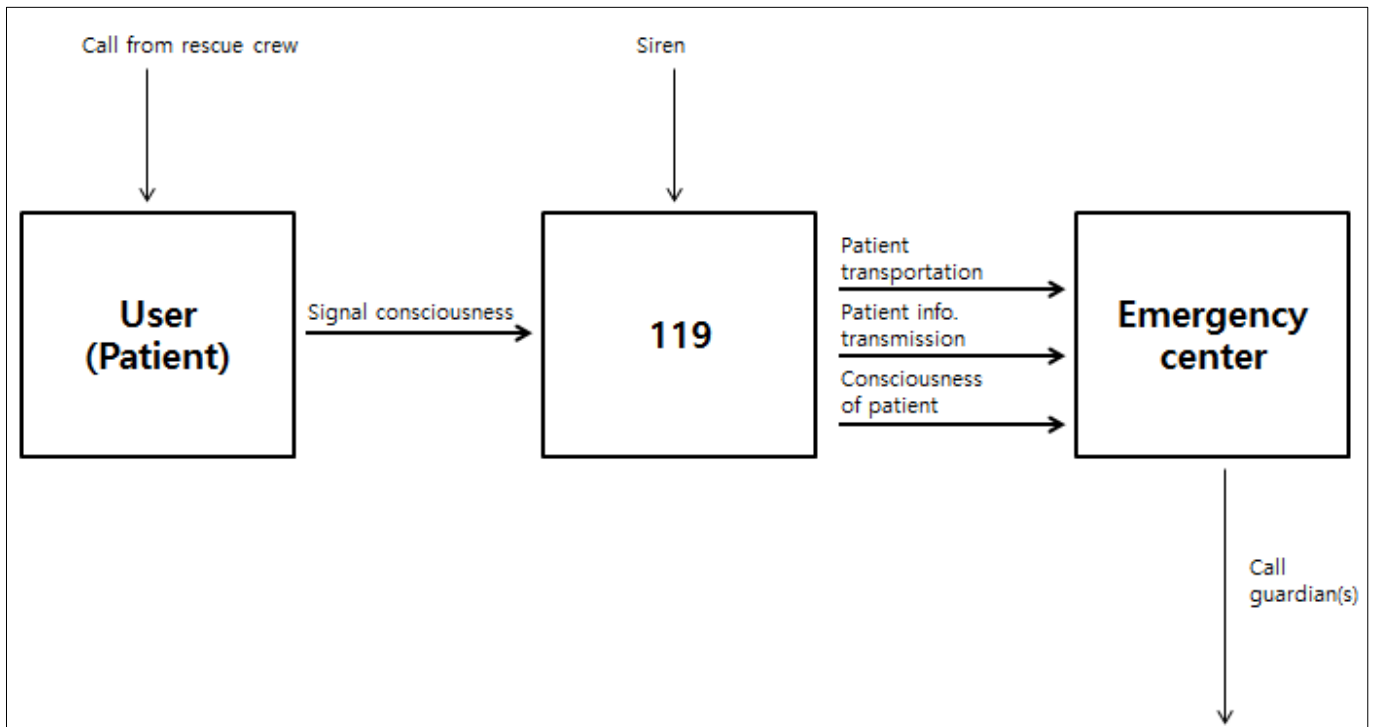 Call from rescue crew
Siren
User
(Patient)
Signal consciousness
119
Patient
transportation
Patient info.
transmission
Consciousness
of patient
Emergency
center
Call
guardian(s)